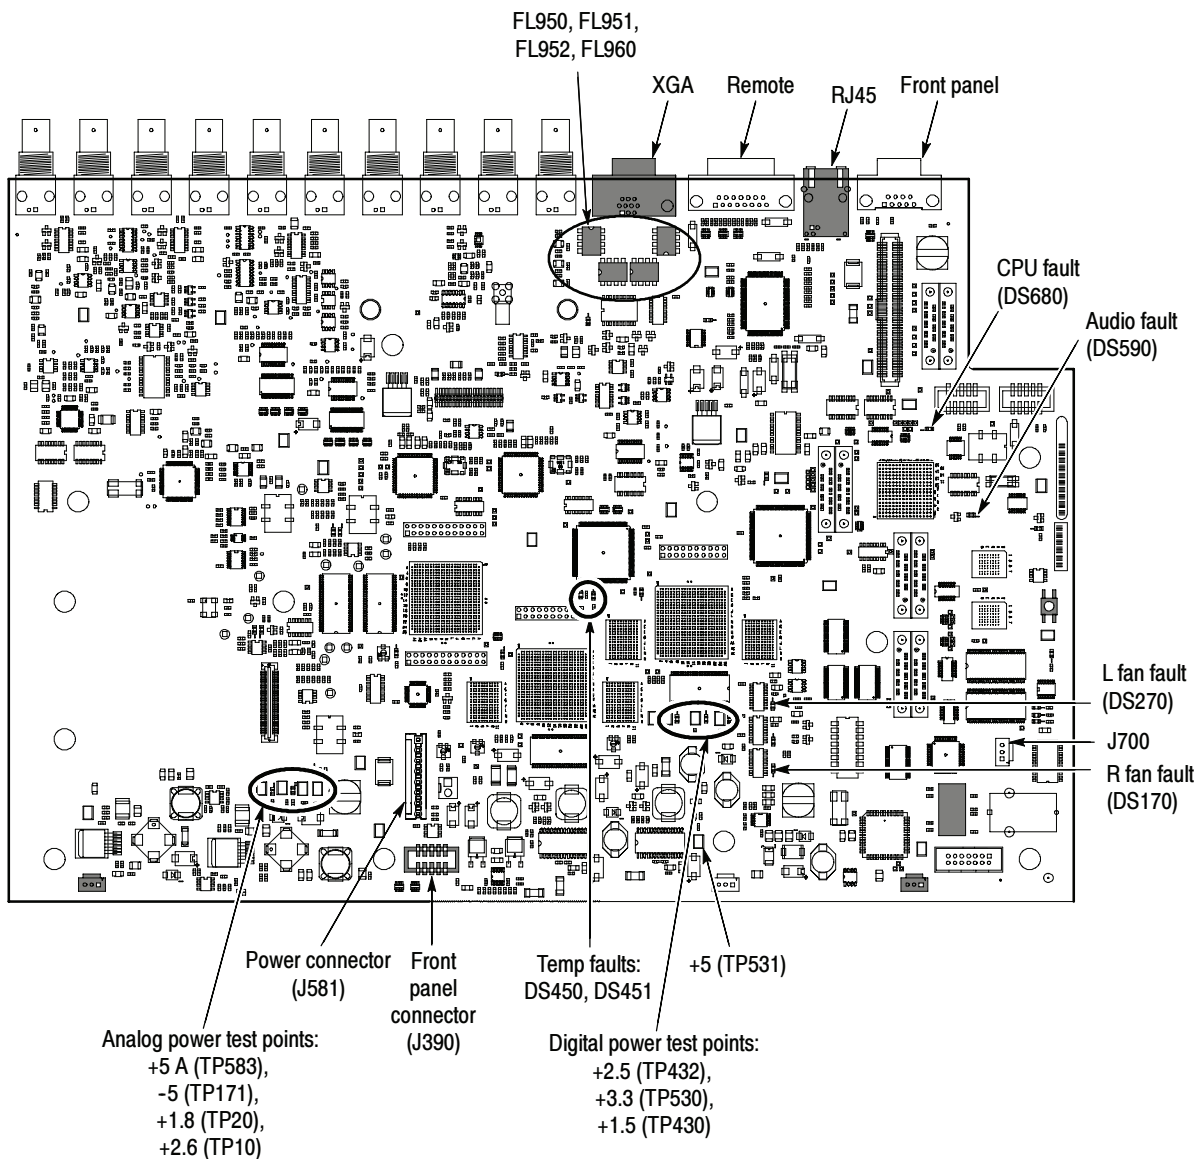 FL950, FL951,
FL952, FL960
XGA
Remote
RJ45
Front panel
CPU fault
(DS680)
Audio fault
(DS590)
L fan fault
(DS270)
J700
R fan fault
(DS170)
Power connector
(J581)
Front
panel
connector
(J390)
Temp faults:
DS450, DS451
+5 (TP531)
Analog power test points:
+5 A (TP583),
-5 (TP171),
+1.8 (TP20),
+2.6 (TP10)
Digital power test points:
+2.5 (TP432),
+3.3 (TP530),
+1.5 (TP430)